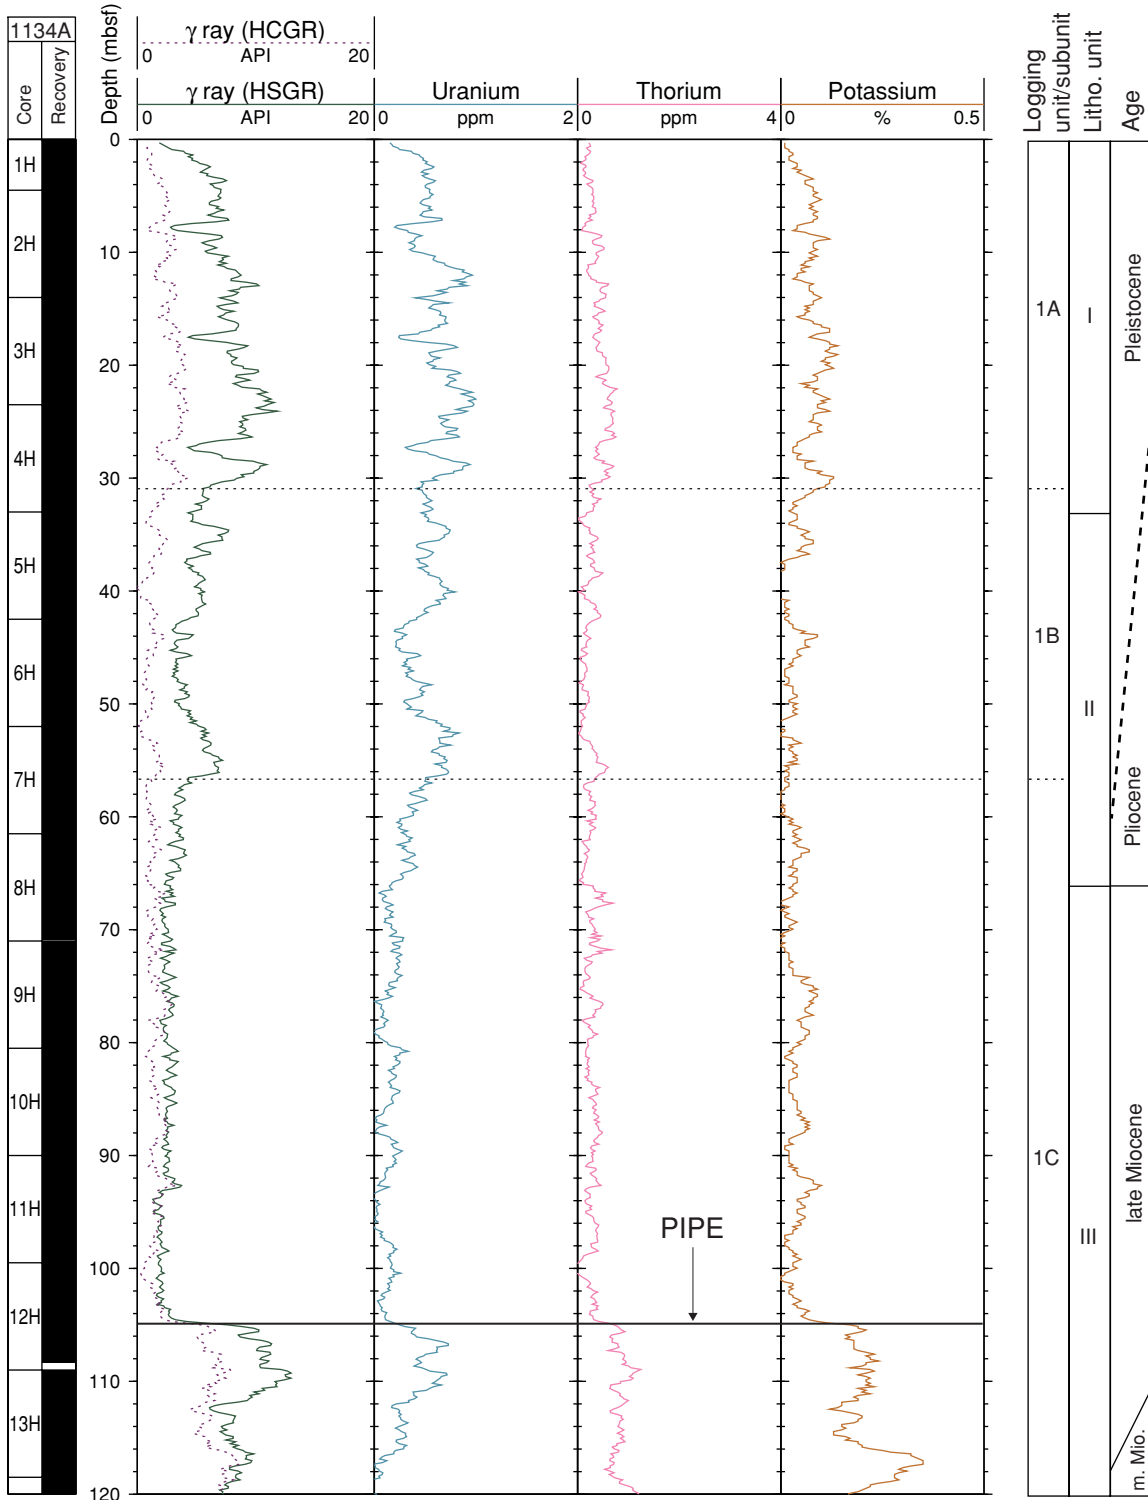 1134A
Core
Recovery
Depth (mbsf)
γ ray (HCGR)
0 API 20
γ ray (HSGR)
0 API 20
Uranium
0 ppm 2
Thorium
0 ppm 4
Potassium
0 % 0.5
Logging
unit/subunit
Litho. unit
Age
0
10
20
30
40
50
60
70
80
90
100
110
120
1H
2H
3H
4H
5H
6H
7H
8H
9H
10H
11H
12H
13H
PIPE
1A
1B
1C
I
II
III
Pleistocene
Pliocene
late Miocene
m. Mio.